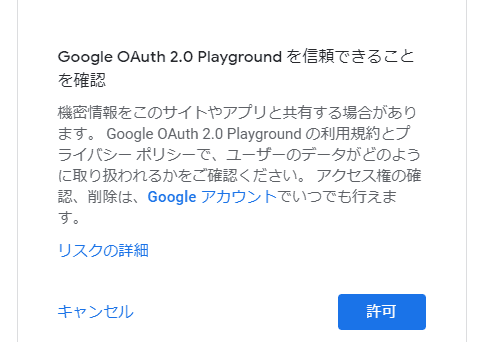 Google OAuth 2.0 Playground を信頼できること
を確認
機密情報をこのサイトやアプリと共有する場合があり
ます。 Google OAuth 2.0 Playground の利用規約とプ
ライバシー ポリシーで、ユーザーのデータがどのよう
に取り扱われるかをご確認ください。 アクセス権の確
認、削除は、Google アカウントでいつでも行えま
す。
リスクの詳細
キャンセル
許可